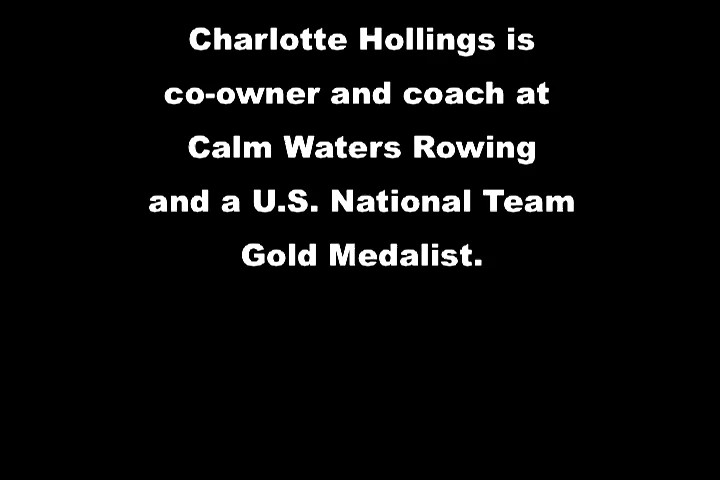 Charlotte Hollings is
co-owner and coach at
Calm Waters Rowing
and a U.S. National Team
Gold Medalist.